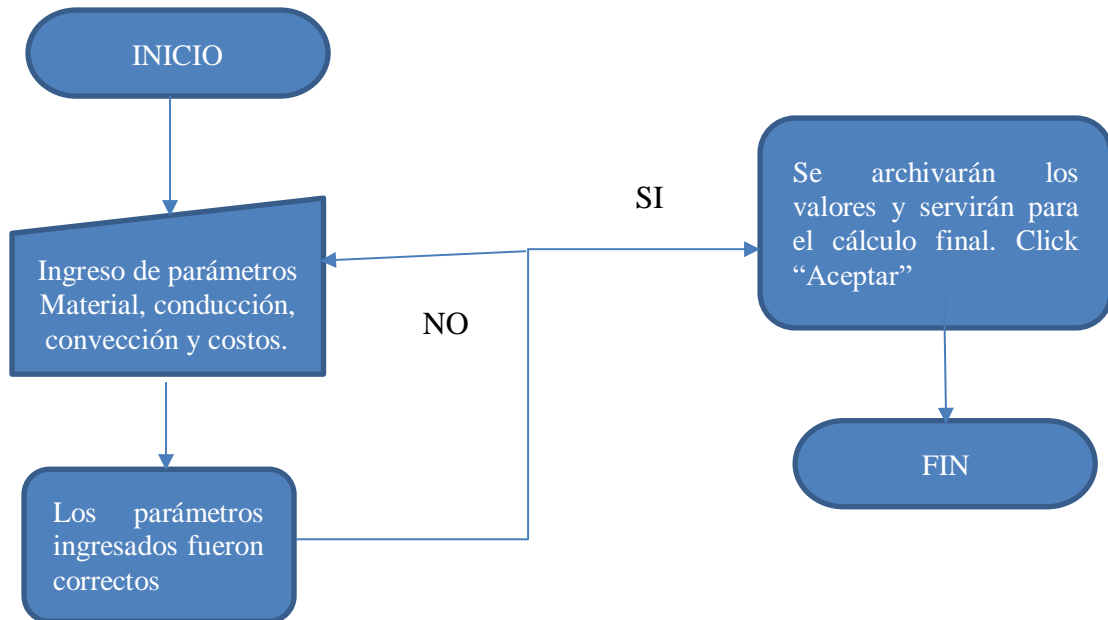 INICIO
Ingreso de parámetros
Material, conducción,
convección y costos.
Los parámetros
ingresados fueron
correctos
NO
SI
Se archivarán los
valores y servirán para
el cálculo final. Click
“Aceptar”
FIN